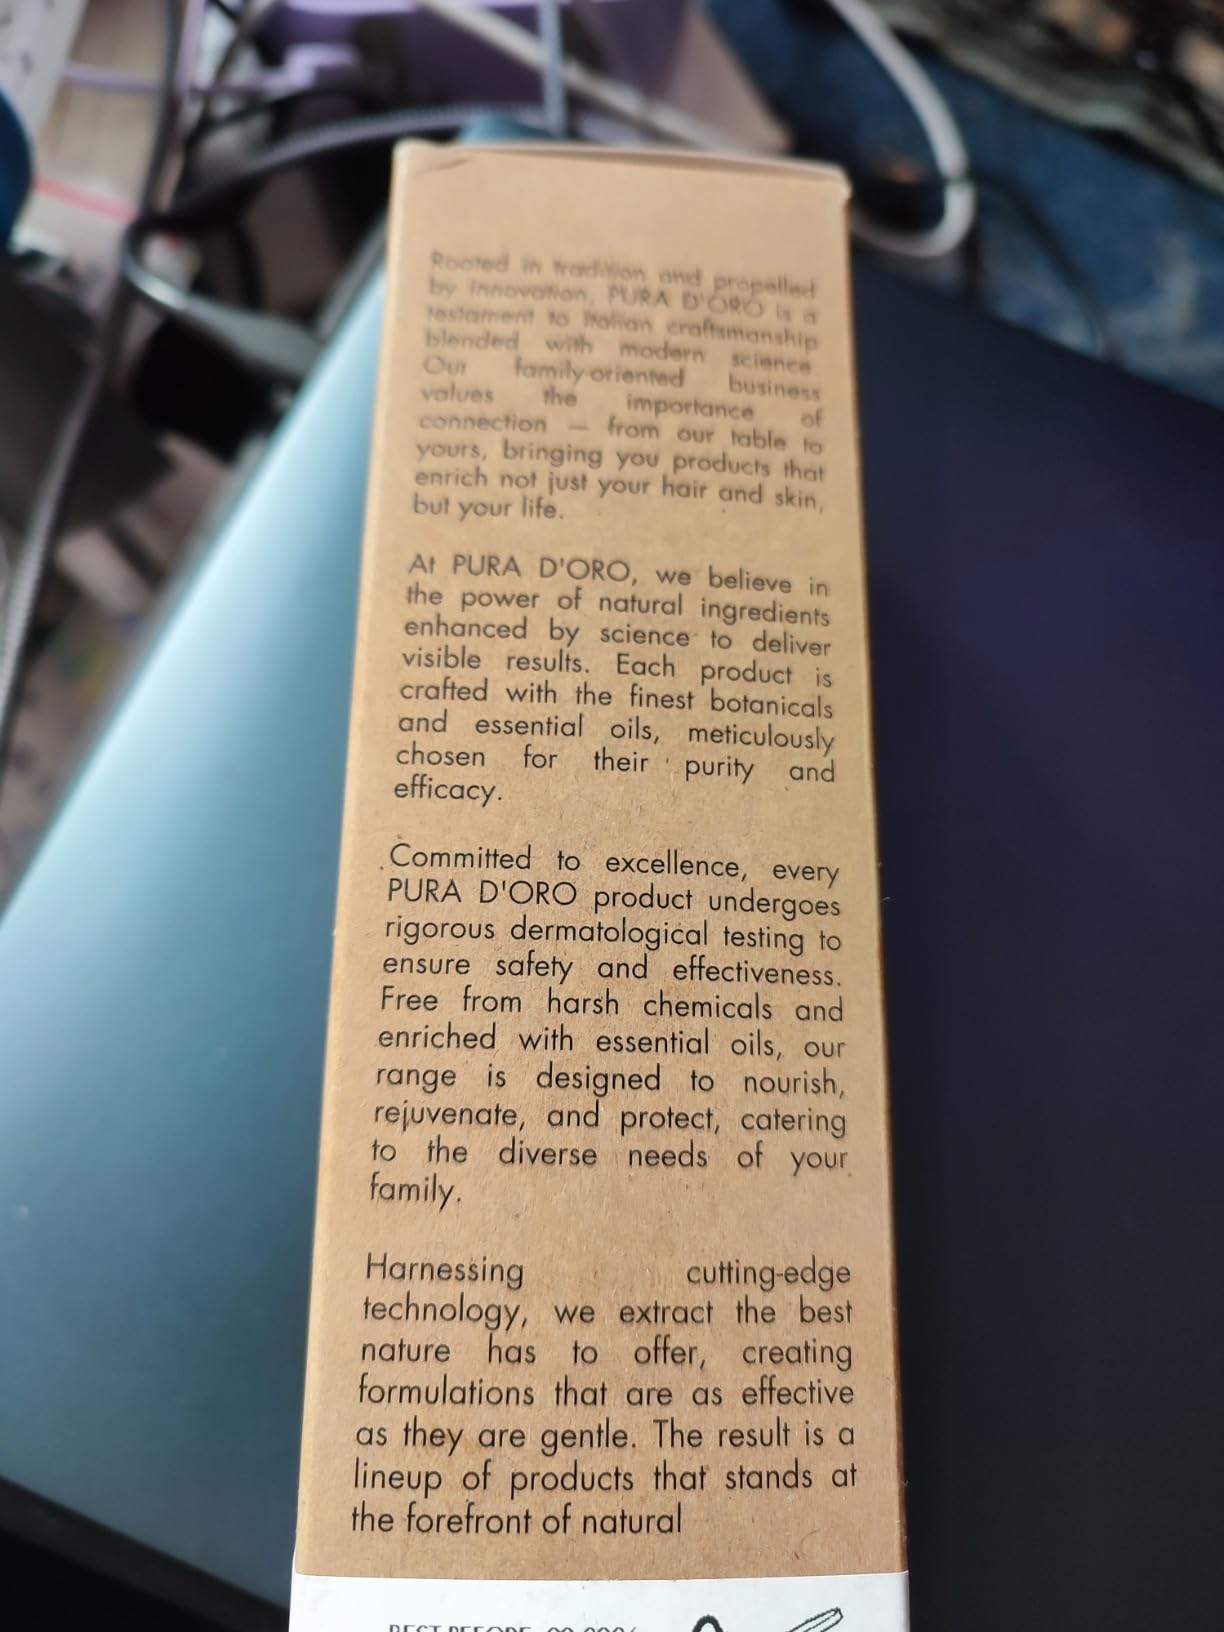 Rooted in tradition and propelled
by innovation, PURA D'ORO is a
testament to Italian craftsmanship
blended with modern science.
Our family-oriented business
values the importance of
connection — from our table to
yours, bringing you products that
enrich not just your hair and skin,
but your life.
At PURA D'ORO, we believe in
the power of natural ingredients
enhanced by science to deliver
visible results. Each product is
crafted with the finest botanicals
and essential oils, meticulously
chosen for their purity and
efficacy.
Committed to excellence, every
PURA D'ORO product undergoes
rigorous dermatological testing to
ensure safety and effectiveness.
Free from harsh chemicals and
enriched with essential oils, our
range is designed to nourish,
rejuvenate, and protect, catering
to the diverse needs of your
family.
Harnessing cutting-edge
technology, we extract the best
nature has to offer, creating
formulations that are as effective
as they are gentle. The result is a
lineup of products that stands at
the forefront of natural
BEST BEFORE